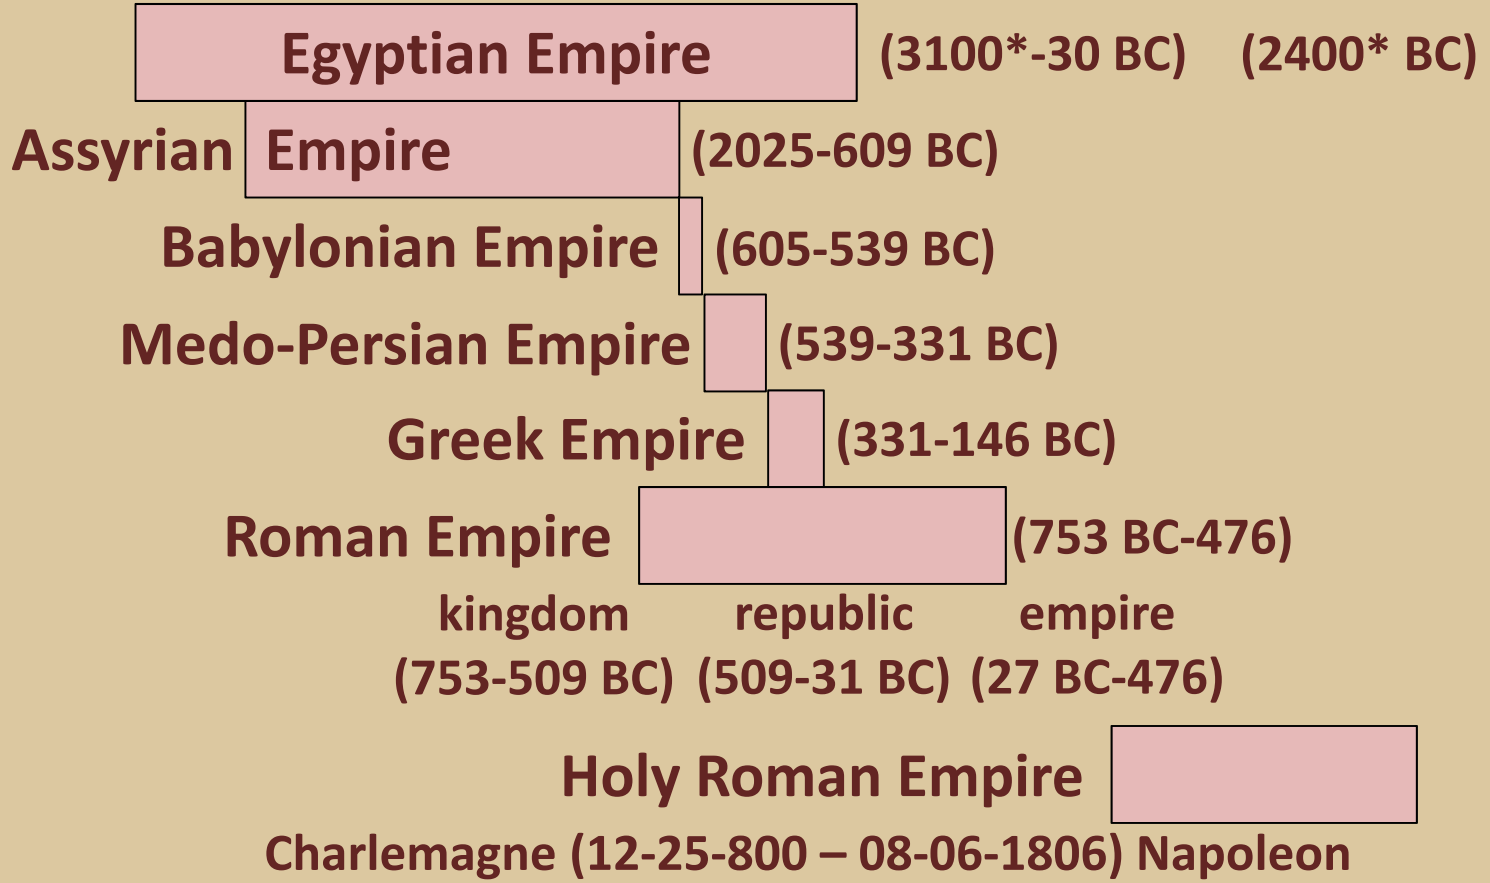 Egyptian Empire (3100*-30 BC) (2400* BC)
Assyrian Empire (2025-609 BC)
Babylonian Empire (605-539 BC)
Medo-Persian Empire (539-331 BC)
Greek Empire (331-146 BC)
Roman Empire (753 BC-476)
kingdom republic empire
(753-509 BC) (509-31 BC) (27 BC-476)
Holy Roman Empire
Charlemagne (12-25-800 – 08-06-1806) Napoleon